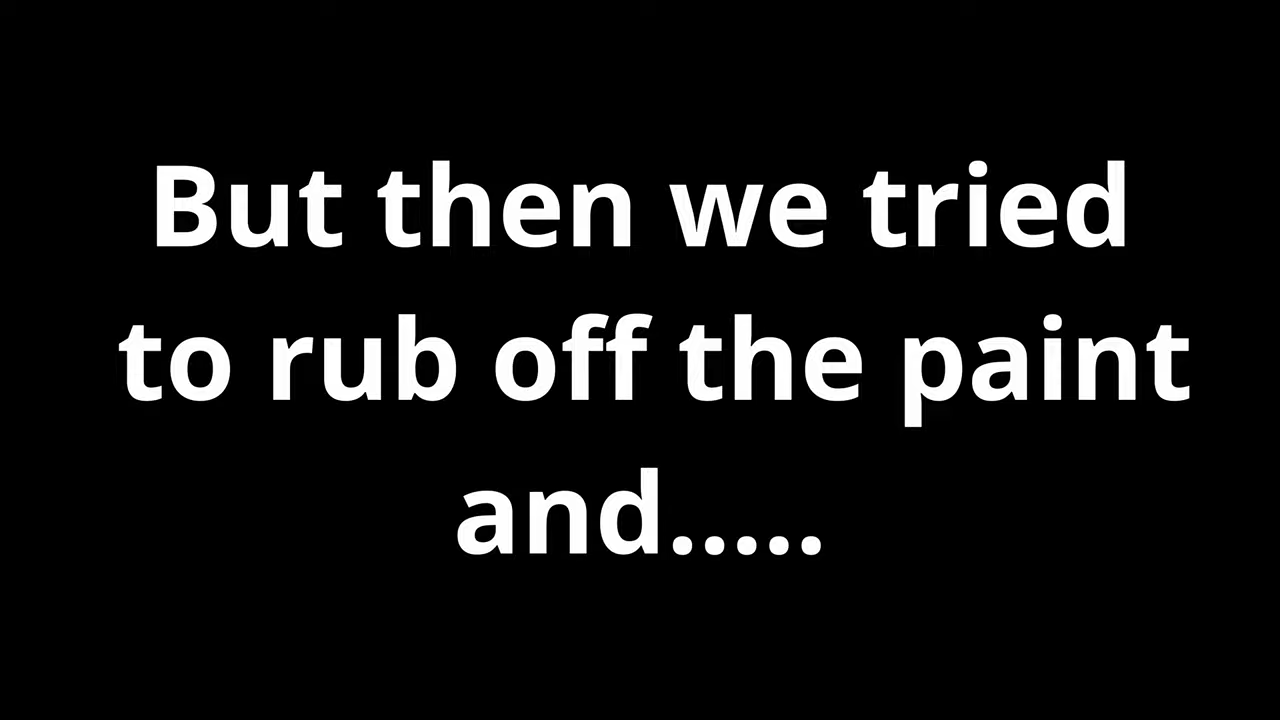 But then we tried
to rub off the paint
and.....